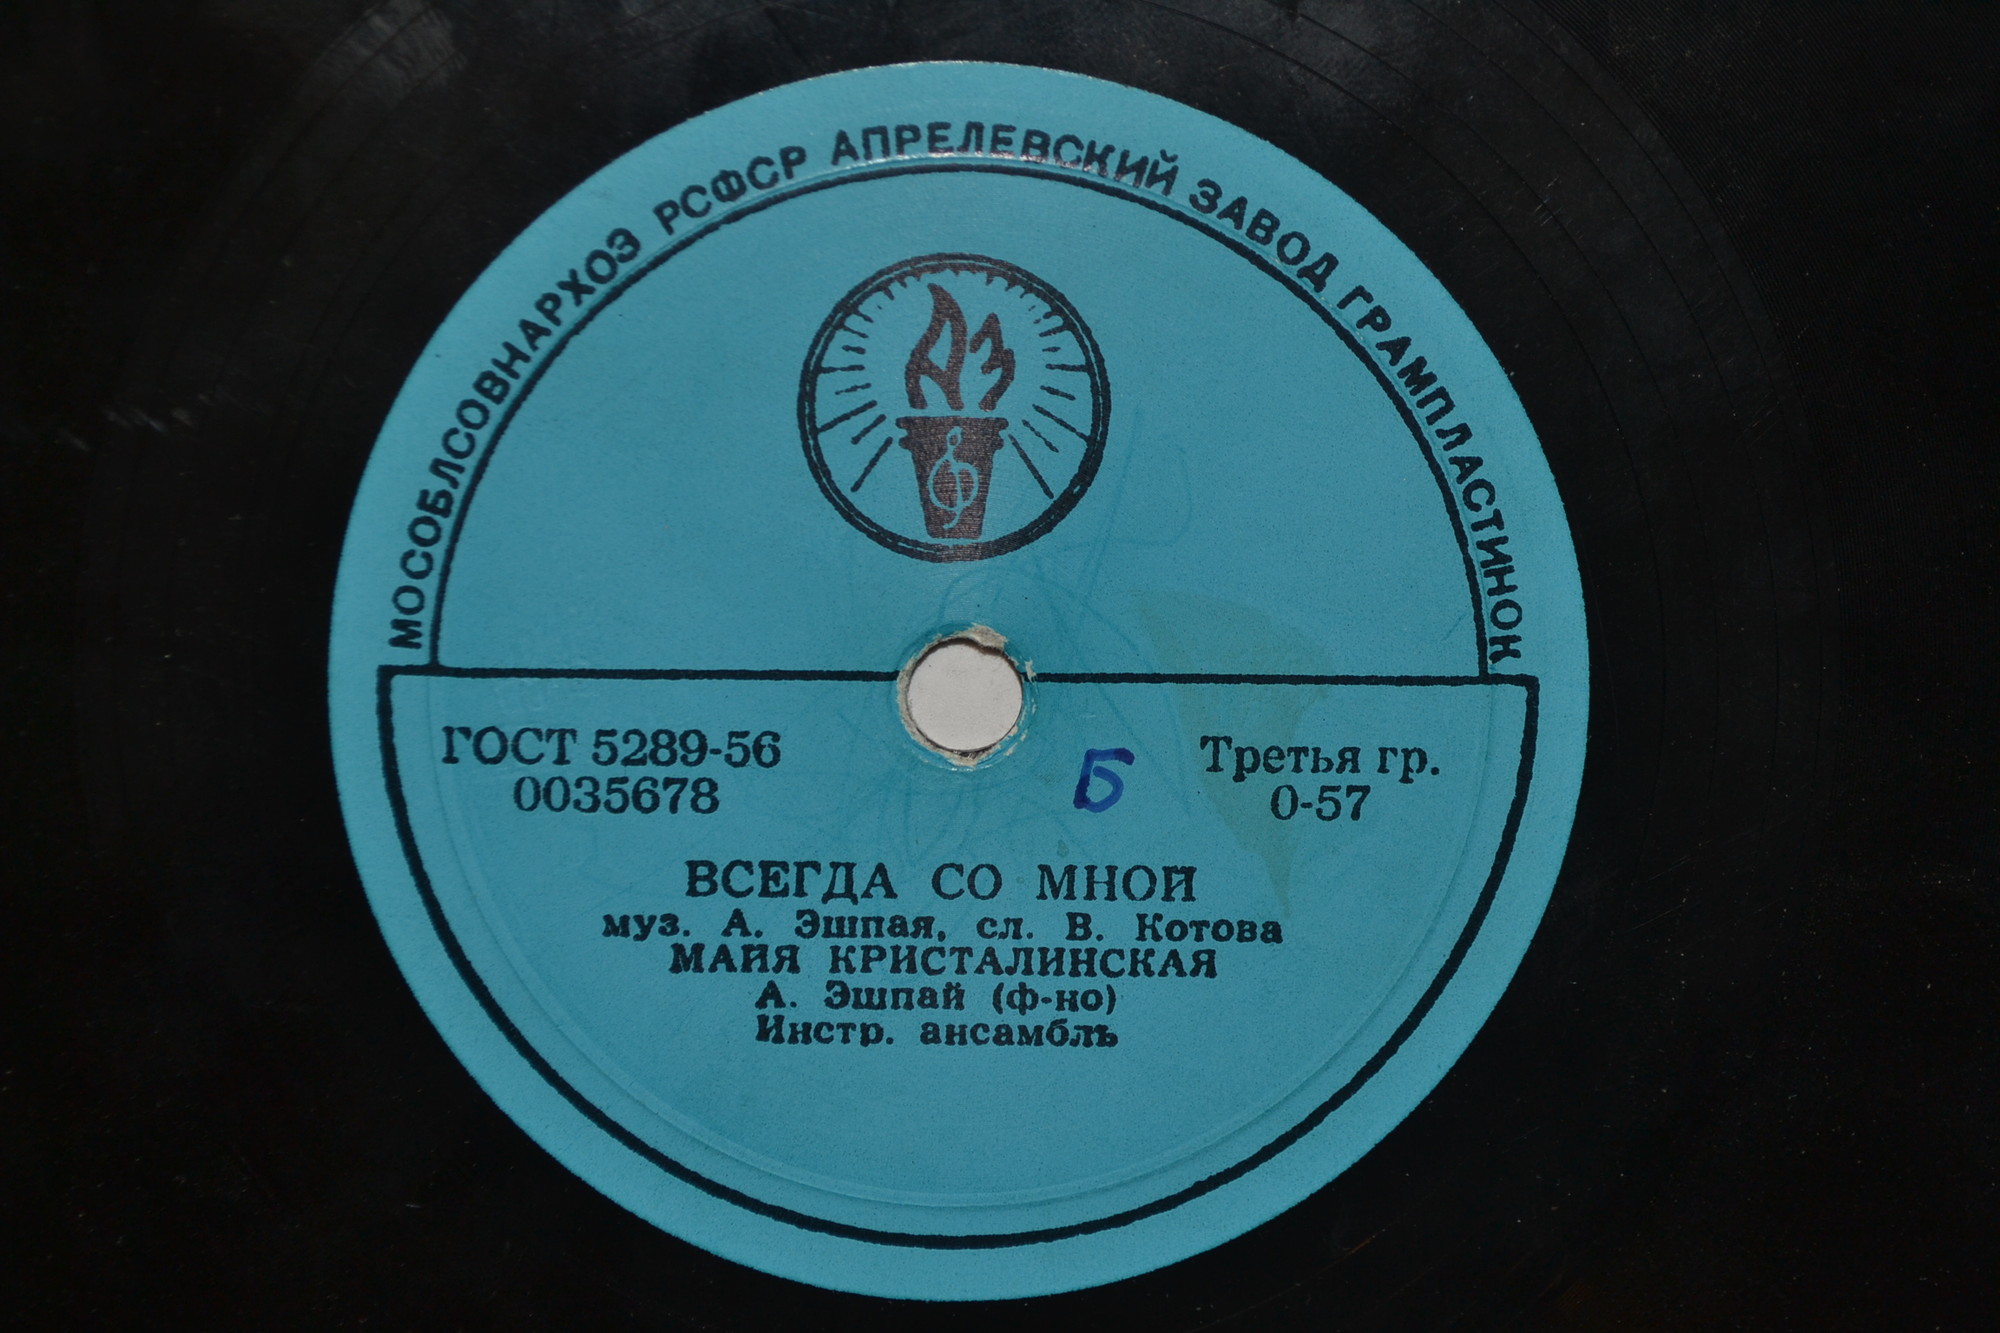 МОСОБЛСОВНАРХОЗ РСФСР АПРЕЛЕВСКИЙ ЗАВОД ГРАМПЛАСТИНОК
АЗ
ГОСТ 5289-56
0035678
Б
Третья гр.
0-57
ВСЕГДА СО МНОЙ
муз. А. Эшпая, сл. В. Котова
МАЙЯ КРИСТАЛИНСКАЯ
А. Эшпай (ф-но)
Инстр. ансамбль